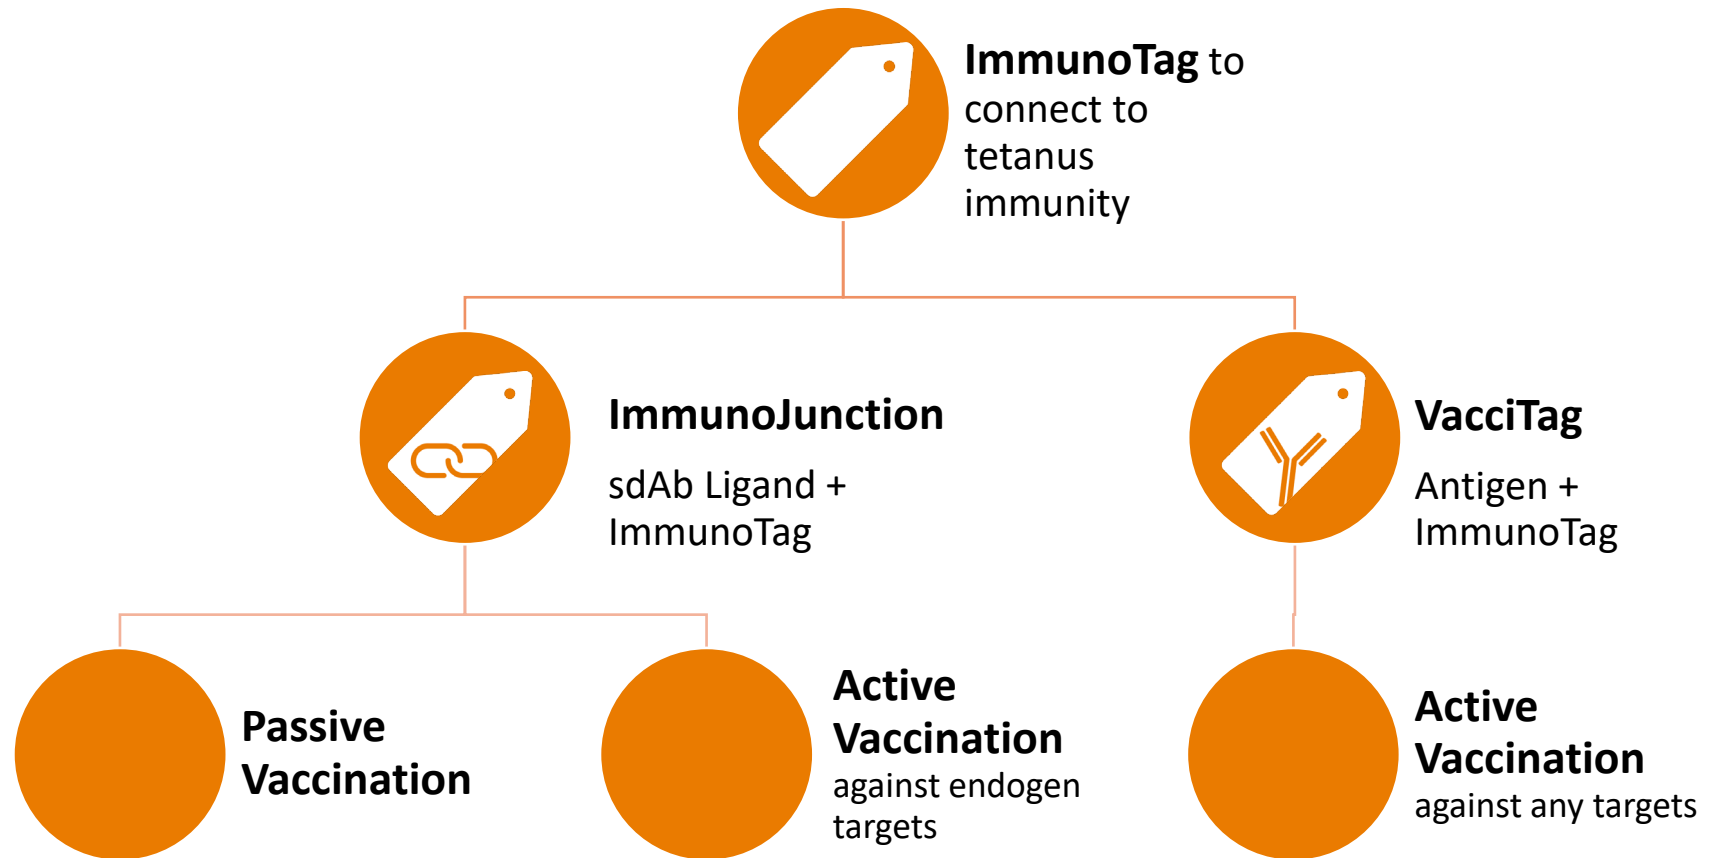 ImmunoTag to
connect to
tetanus
immunity
ImmunoJunction
sdAb Ligand +
ImmunoTag
VacciTag
Antigen +
ImmunoTag
Passive
Vaccination
Active
Vaccination
against endogen
targets
Active
Vaccination
against any targets